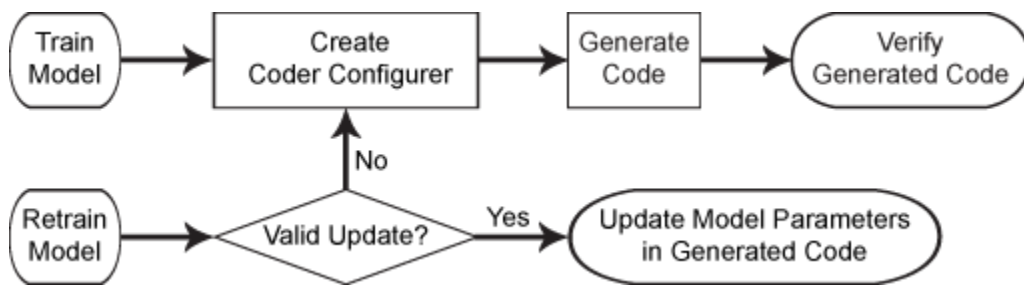 Train
Model
Create
Coder Configurer
Generate
Code
Verify
Generated Code
No
Retrain
Model
Valid Update?
Yes
Update Model Parameters
in Generated Code